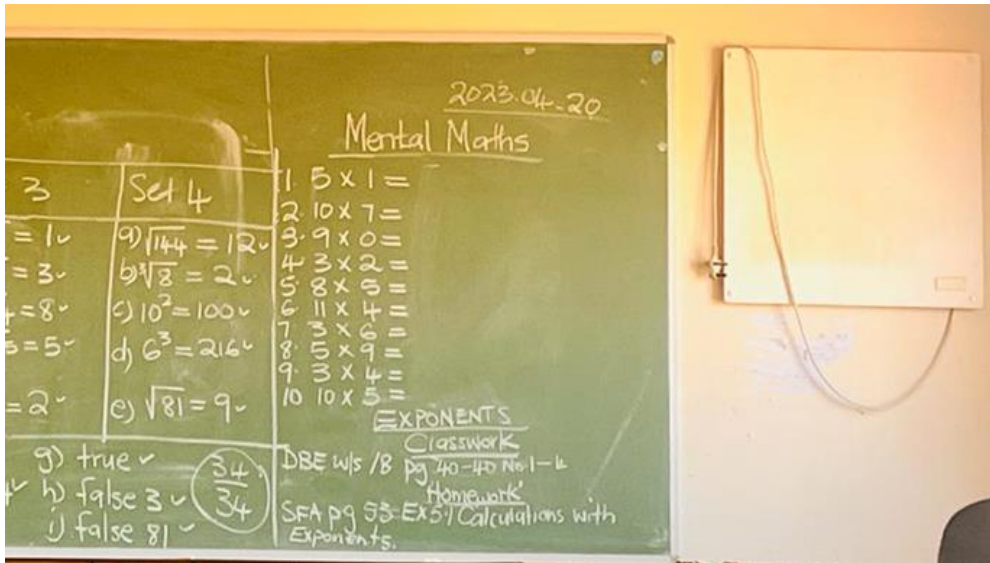 2023.04.20
Mental Maths
1. 5 x 1 =
2. 10 x 7 =
3. 9 x 0 =
4 3 x 2 =
5. 8 x 5 =
6. 11 x 4 =
7. 3 x 6 =
8. 5 x 9 =
9. 3 x 4 =
10 10 x 5 =
EXPONENTS
Classwork
DBE w/s 18 pg 40-40 No 1-
Homework
SFA pg 53 EX 5.1 Calculations with
Exponents.
3
= 1 ✓
= 3 ✓
= 8 ✓
5 = 5 ✓
= 2 ✓
Set 4
a) √144 = 12 ✓
b) ³√8 = 2 ✓
c) 10² = 100 ✓
d) 6³ = 216 ✓
e) √81 = 9 ✓
g) true ✓
h) false 3 ✓
i) false 81 ✓
34/34